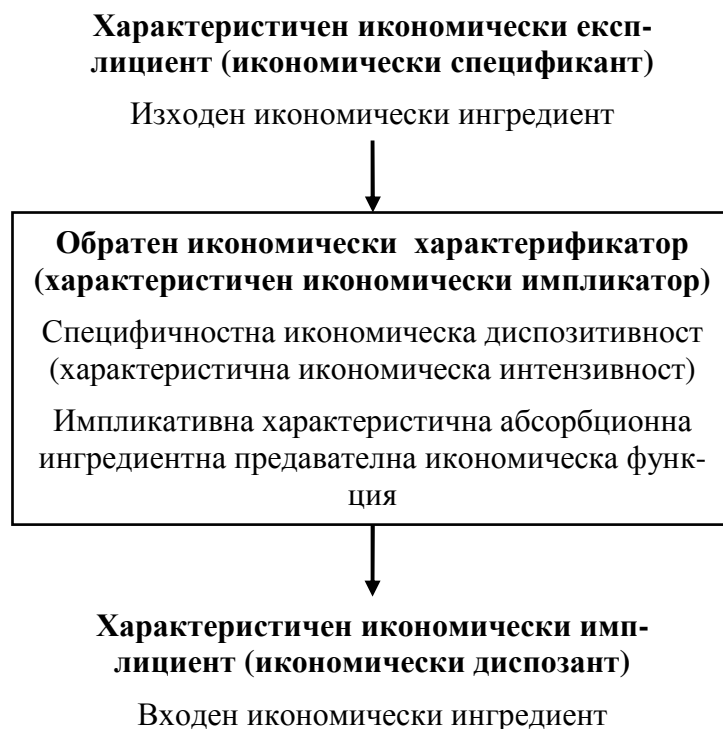 Характеристичен икономически експ-
лициент (икономически спецификант)
Изходен икономически ингредиент
Обратен икономически характерификатор
(характеристичен икономически импликатор)
Специфичностна икономическа диспозитивност
(характеристична икономическа интензивност)
Импликативна характеристична абсорбционна
ингредиентна предавателна икономическа функ-
ция
Характеристичен икономически имп-
лициент (икономически диспозант)
Входен икономически ингредиент